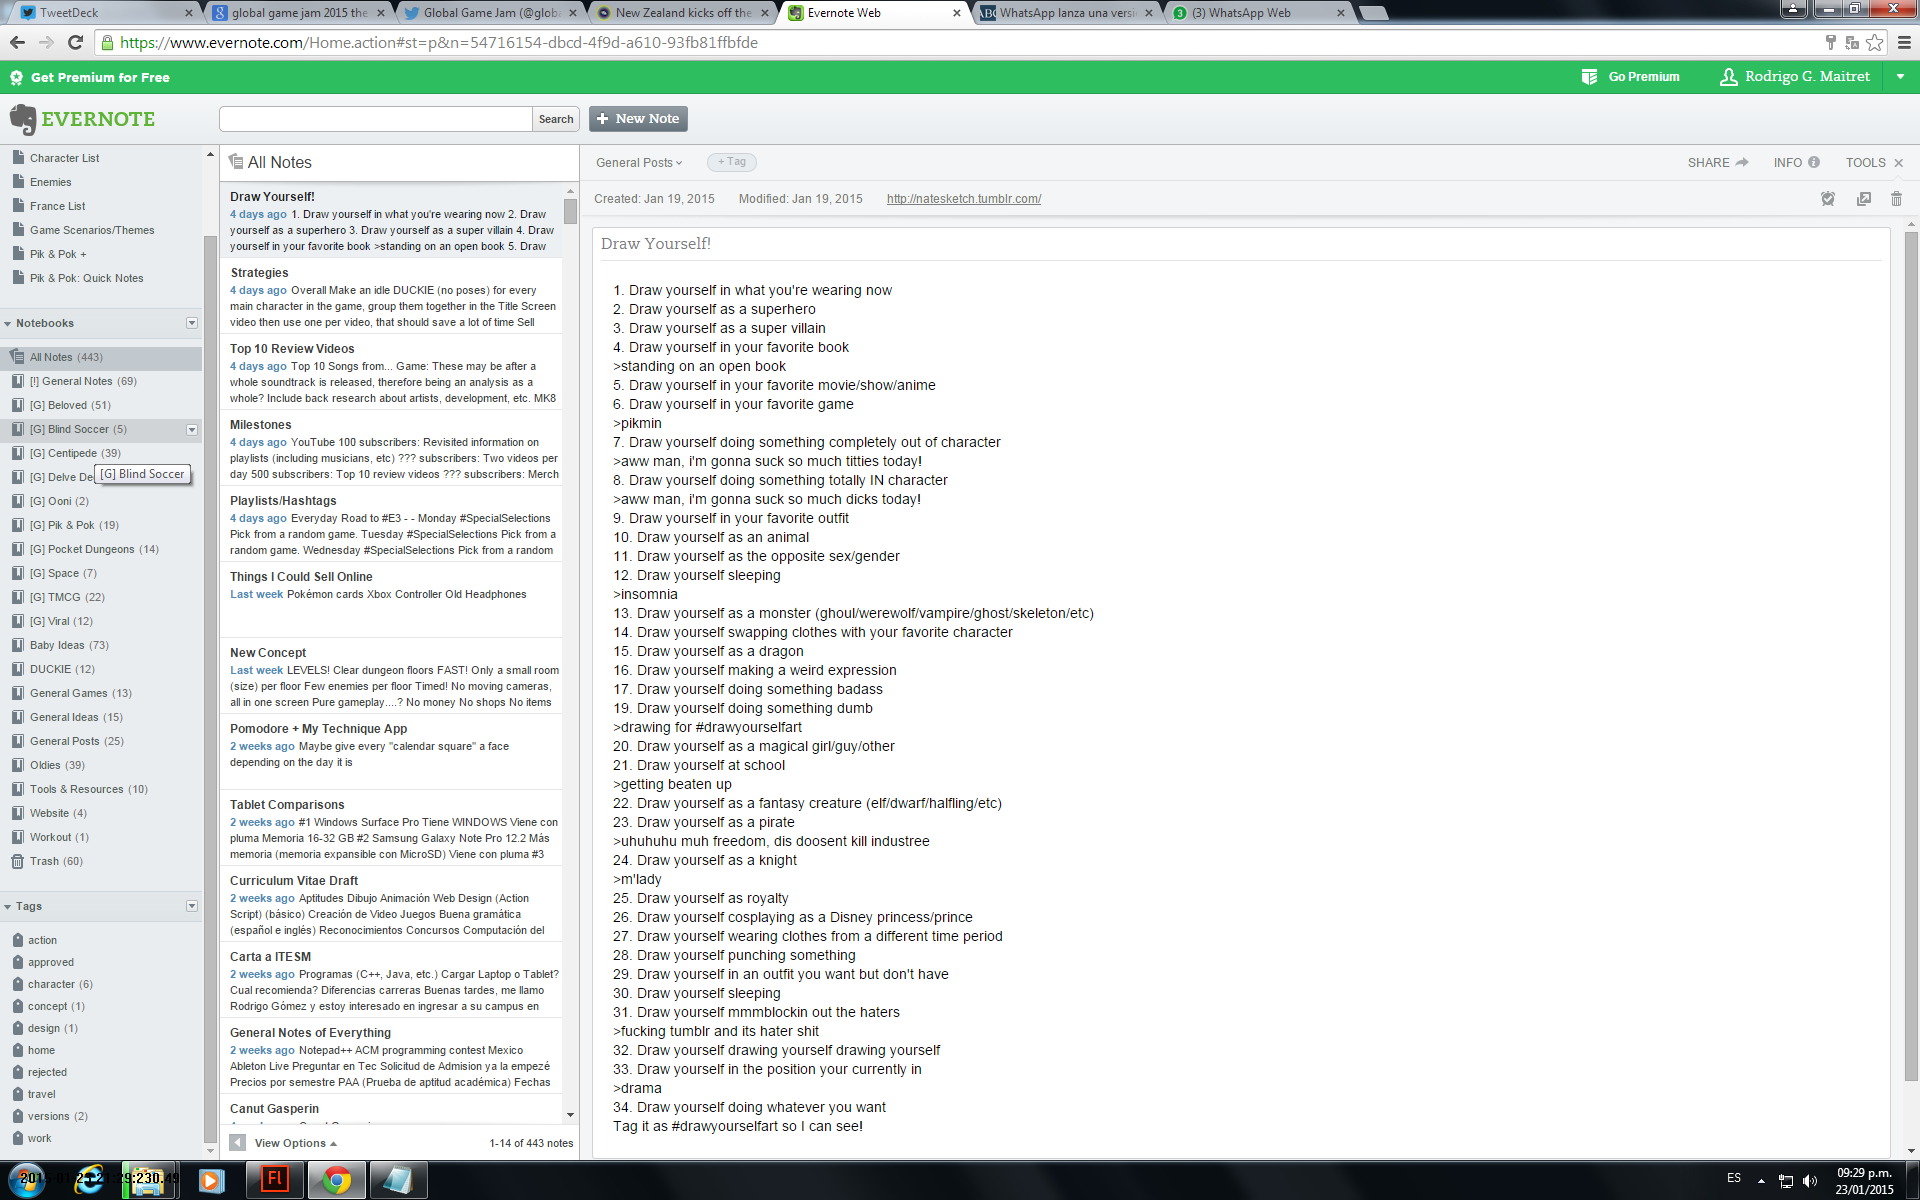 TweetDeck
global game jam 2015 the
Global Game Jam (@globa
New Zealand kicks off the
Evernote Web
WhatsApp lanza una versi
(3) WhatsApp Web
https://www.evernote.com/Home.action#st=p&n=54716154-dbcd-4f9d-a610-93fb81ffbfde
Get Premium for Free
Go Premium
Rodrigo G. Maitret
EVERNOTE
Search
+ New Note
Character List
Enemies
France List
Game Scenarios/Themes
Pik & Pok +
Pik & Pok: Quick Notes
Notebooks
All Notes (443)
[!] General Notes (69)
[G] Beloved (51)
[G] Blind Soccer (5)
[G] Centipede (39)
[G] Delve De
[G] Blind Soccer
[G] Ooni (2)
[G] Pik & Pok (19)
[G] Pocket Dungeons (14)
[G] Space (7)
[G] TMCG (22)
[G] Viral (12)
Baby Ideas (73)
DUCKIE (12)
General Games (13)
General Ideas (15)
General Posts (25)
Oldies (39)
Tools & Resources (10)
Website (4)
Workout (1)
Trash (60)
Tags
action
approved
character (6)
concept (1)
design (1)
home
rejected
travel
versions (2)
work
All Notes
Draw Yourself!
4 days ago 1. Draw yourself in what you're wearing now 2. Draw
yourself as a superhero 3. Draw yourself as a super villain 4. Draw
yourself in your favorite book >standing on an open book 5. Draw
Strategies
4 days ago Overall Make an idle DUCKIE (no poses) for every
main character in the game, group them together in the Title Screen
video then use one per video, that should save a lot of time Sell
Top 10 Review Videos
4 days ago Top 10 Songs from... Game: These may be after a
whole soundtrack is released, therefore being an analysis as a
whole? Include back research about artists, development, etc. MK8
Milestones
4 days ago YouTube 100 subscribers: Revisited information on
playlists (including musicians, etc) ??? subscribers: Two videos per
day 500 subscribers: Top 10 review videos ??? subscribers: Merch
Playlists/Hashtags
4 days ago Everyday Road to #E3 - - Monday #SpecialSelections
Pick from a random game. Tuesday #SpecialSelections Pick from a
random game. Wednesday #SpecialSelections Pick from a random
Things I Could Sell Online
Last week Pokémon cards Xbox Controller Old Headphones
New Concept
Last week LEVELS! Clear dungeon floors FAST! Only a small room
(size) per floor Few enemies per floor Timed! No moving cameras,
all in one screen Pure gameplay....? No money No shops No items
Pomodore + My Technique App
2 weeks ago Maybe give every "calendar square" a face
depending on the day it is
Tablet Comparisons
2 weeks ago #1 Windows Surface Pro Tiene WINDOWS Viene con
pluma Memoria 16-32 GB #2 Samsung Galaxy Note Pro 12.2 Más
memoria (memoria expansible con MicroSD) Viene con pluma #3
Curriculum Vitae Draft
2 weeks ago Aptitudes Dibujo Animación Web Design (Action
Script) (básico) Creación de Video Juegos Buena gramática
(español e inglés) Reconocimientos Concursos Computación del
Carta a ITESM
2 weeks ago Programas (C++, Java, etc.) Cargar Laptop o Tablet?
Cual recomienda? Diferencias carreras Buenas tardes, me llamo
Rodrigo Gómez y estoy interesado en ingresar a su campus en
General Notes of Everything
2 weeks ago Notepad++ ACM programming contest Mexico
Ableton Live Preguntar en Tec Solicitud de Admision ya la empezé
Precios por semestre PAA (Prueba de aptitud académica) Fechas
Canut Gasperin
View Options
1-14 of 443 notes
General Posts
+ Tag
SHARE
INFO
TOOLS
Created: Jan 19, 2015
Modified: Jan 19, 2015
http://natesketch.tumblr.com/
Draw Yourself!
1. Draw yourself in what you're wearing now
2. Draw yourself as a superhero
3. Draw yourself as a super villain
4. Draw yourself in your favorite book
>standing on an open book
5. Draw yourself in your favorite movie/show/anime
6. Draw yourself in your favorite game
>pikmin
7. Draw yourself doing something completely out of character
>aww man, i'm gonna suck so much titties today!
8. Draw yourself doing something totally IN character
>aww man, i'm gonna suck so much dicks today!
9. Draw yourself in your favorite outfit
10. Draw yourself as an animal
11. Draw yourself as the opposite sex/gender
12. Draw yourself sleeping
>insomnia
13. Draw yourself as a monster (ghoul/werewolf/vampire/ghost/skeleton/etc)
14. Draw yourself swapping clothes with your favorite character
15. Draw yourself as a dragon
16. Draw yourself making a weird expression
17. Draw yourself doing something badass
19. Draw yourself doing something dumb
>drawing for #drawyourselfart
20. Draw yourself as a magical girl/guy/other
21. Draw yourself at school
>getting beaten up
22. Draw yourself as a fantasy creature (elf/dwarf/halfling/etc)
23. Draw yourself as a pirate
>uhuhuhu muh freedom, dis doosent kill industree
24. Draw yourself as a knight
>m'lady
25. Draw yourself as royalty
26. Draw yourself cosplaying as a Disney princess/prince
27. Draw yourself wearing clothes from a different time period
28. Draw yourself punching something
29. Draw yourself in an outfit you want but don't have
30. Draw yourself sleeping
31. Draw yourself mmmblockin out the haters
>fucking tumblr and its hater shit
32. Draw yourself drawing yourself drawing yourself
33. Draw yourself in the position your currently in
>drama
34. Draw yourself doing whatever you want
Tag it as #drawyourselfart so I can see!
Fl
ES
09:29 p.m.
23/01/2015